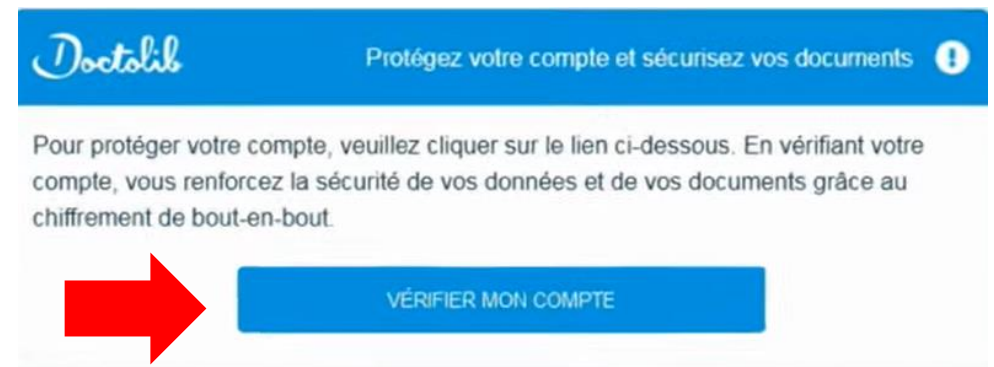 Doctolib
Protégez votre compte et sécurisez vos documents
Pour protéger votre compte, veuillez cliquer sur le lien ci-dessous. En vérifiant votre
compte, vous renforcez la sécurité de vos données et de vos documents grâce au
chiffrement de bout-en-bout.
VÉRIFIER MON COMPTE